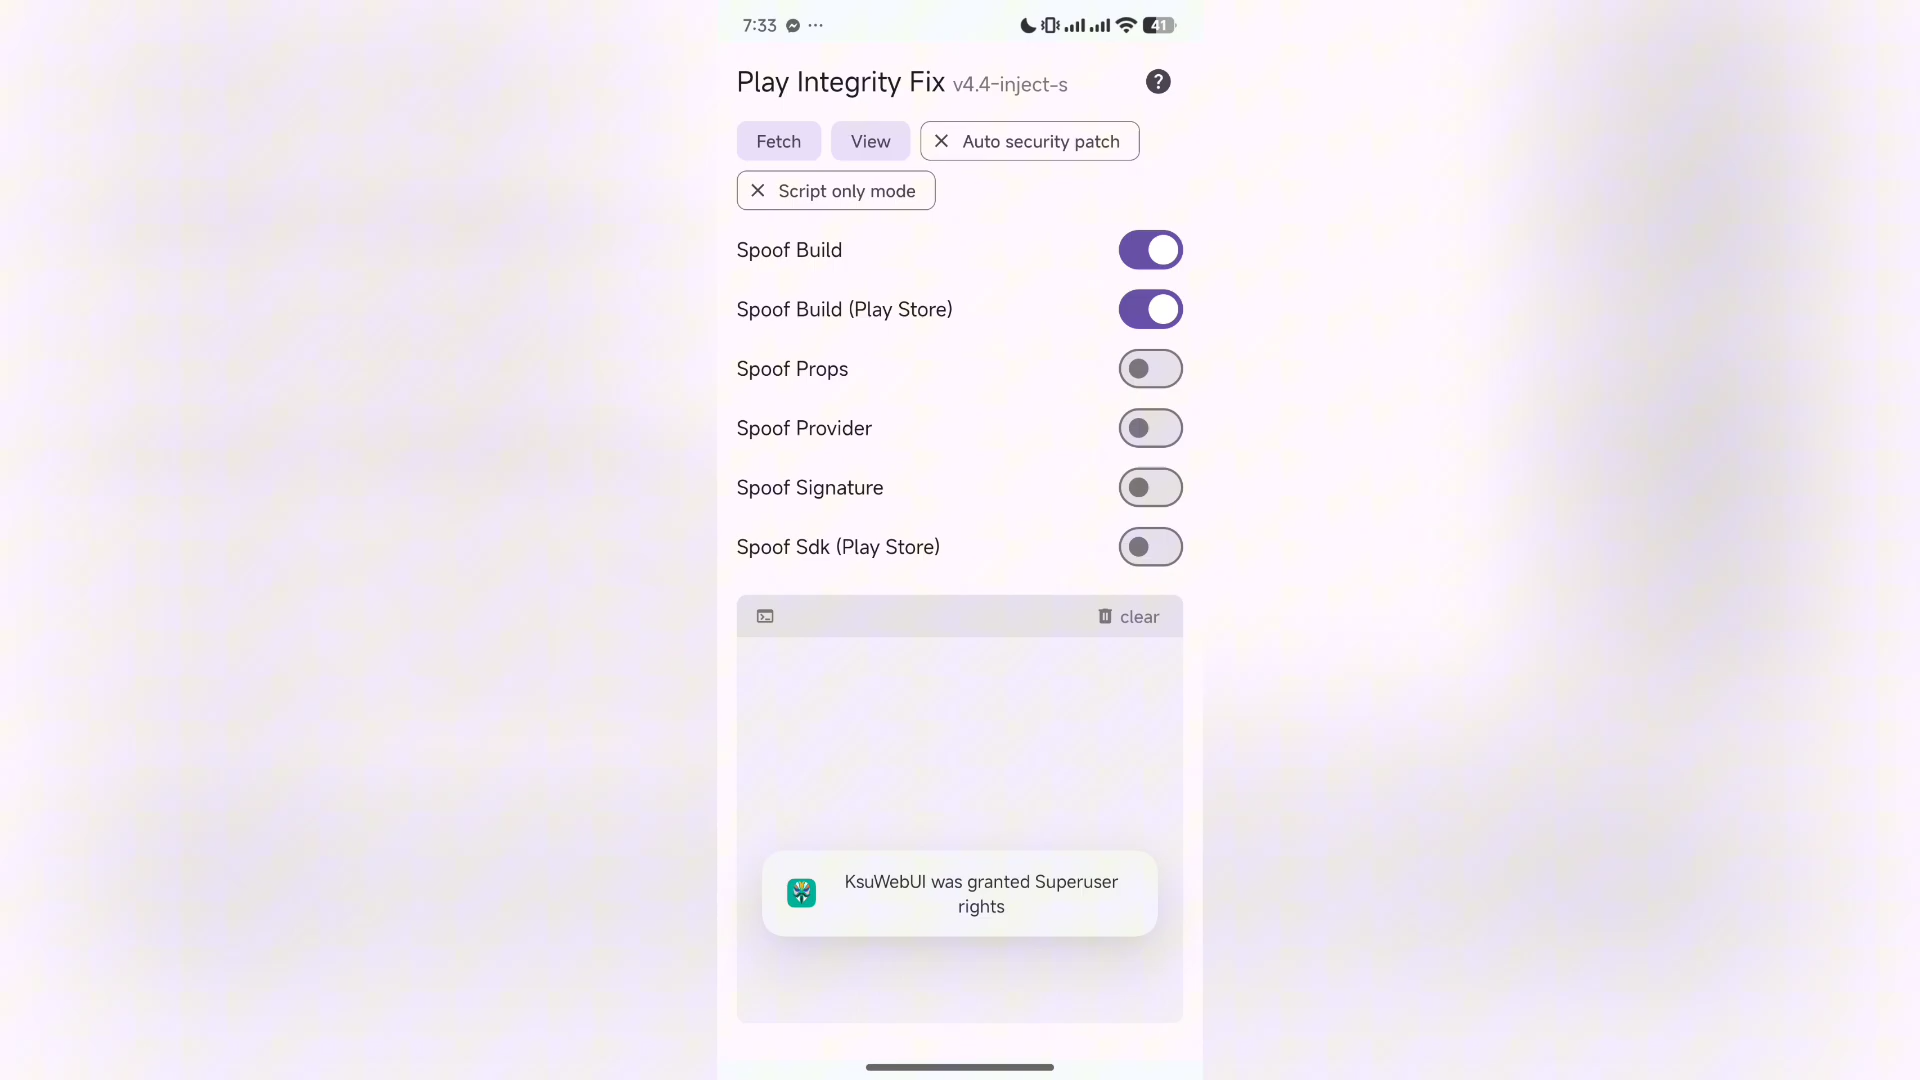 7:33
41
Play Integrity Fix v4.4-inject-s
Fetch
View
Auto security patch
Script only mode
Spoof Build
Spoof Build (Play Store)
Spoof Props
Spoof Provider
Spoof Signature
Spoof Sdk (Play Store)
clear
KsuWebUI was granted Superuser
rights